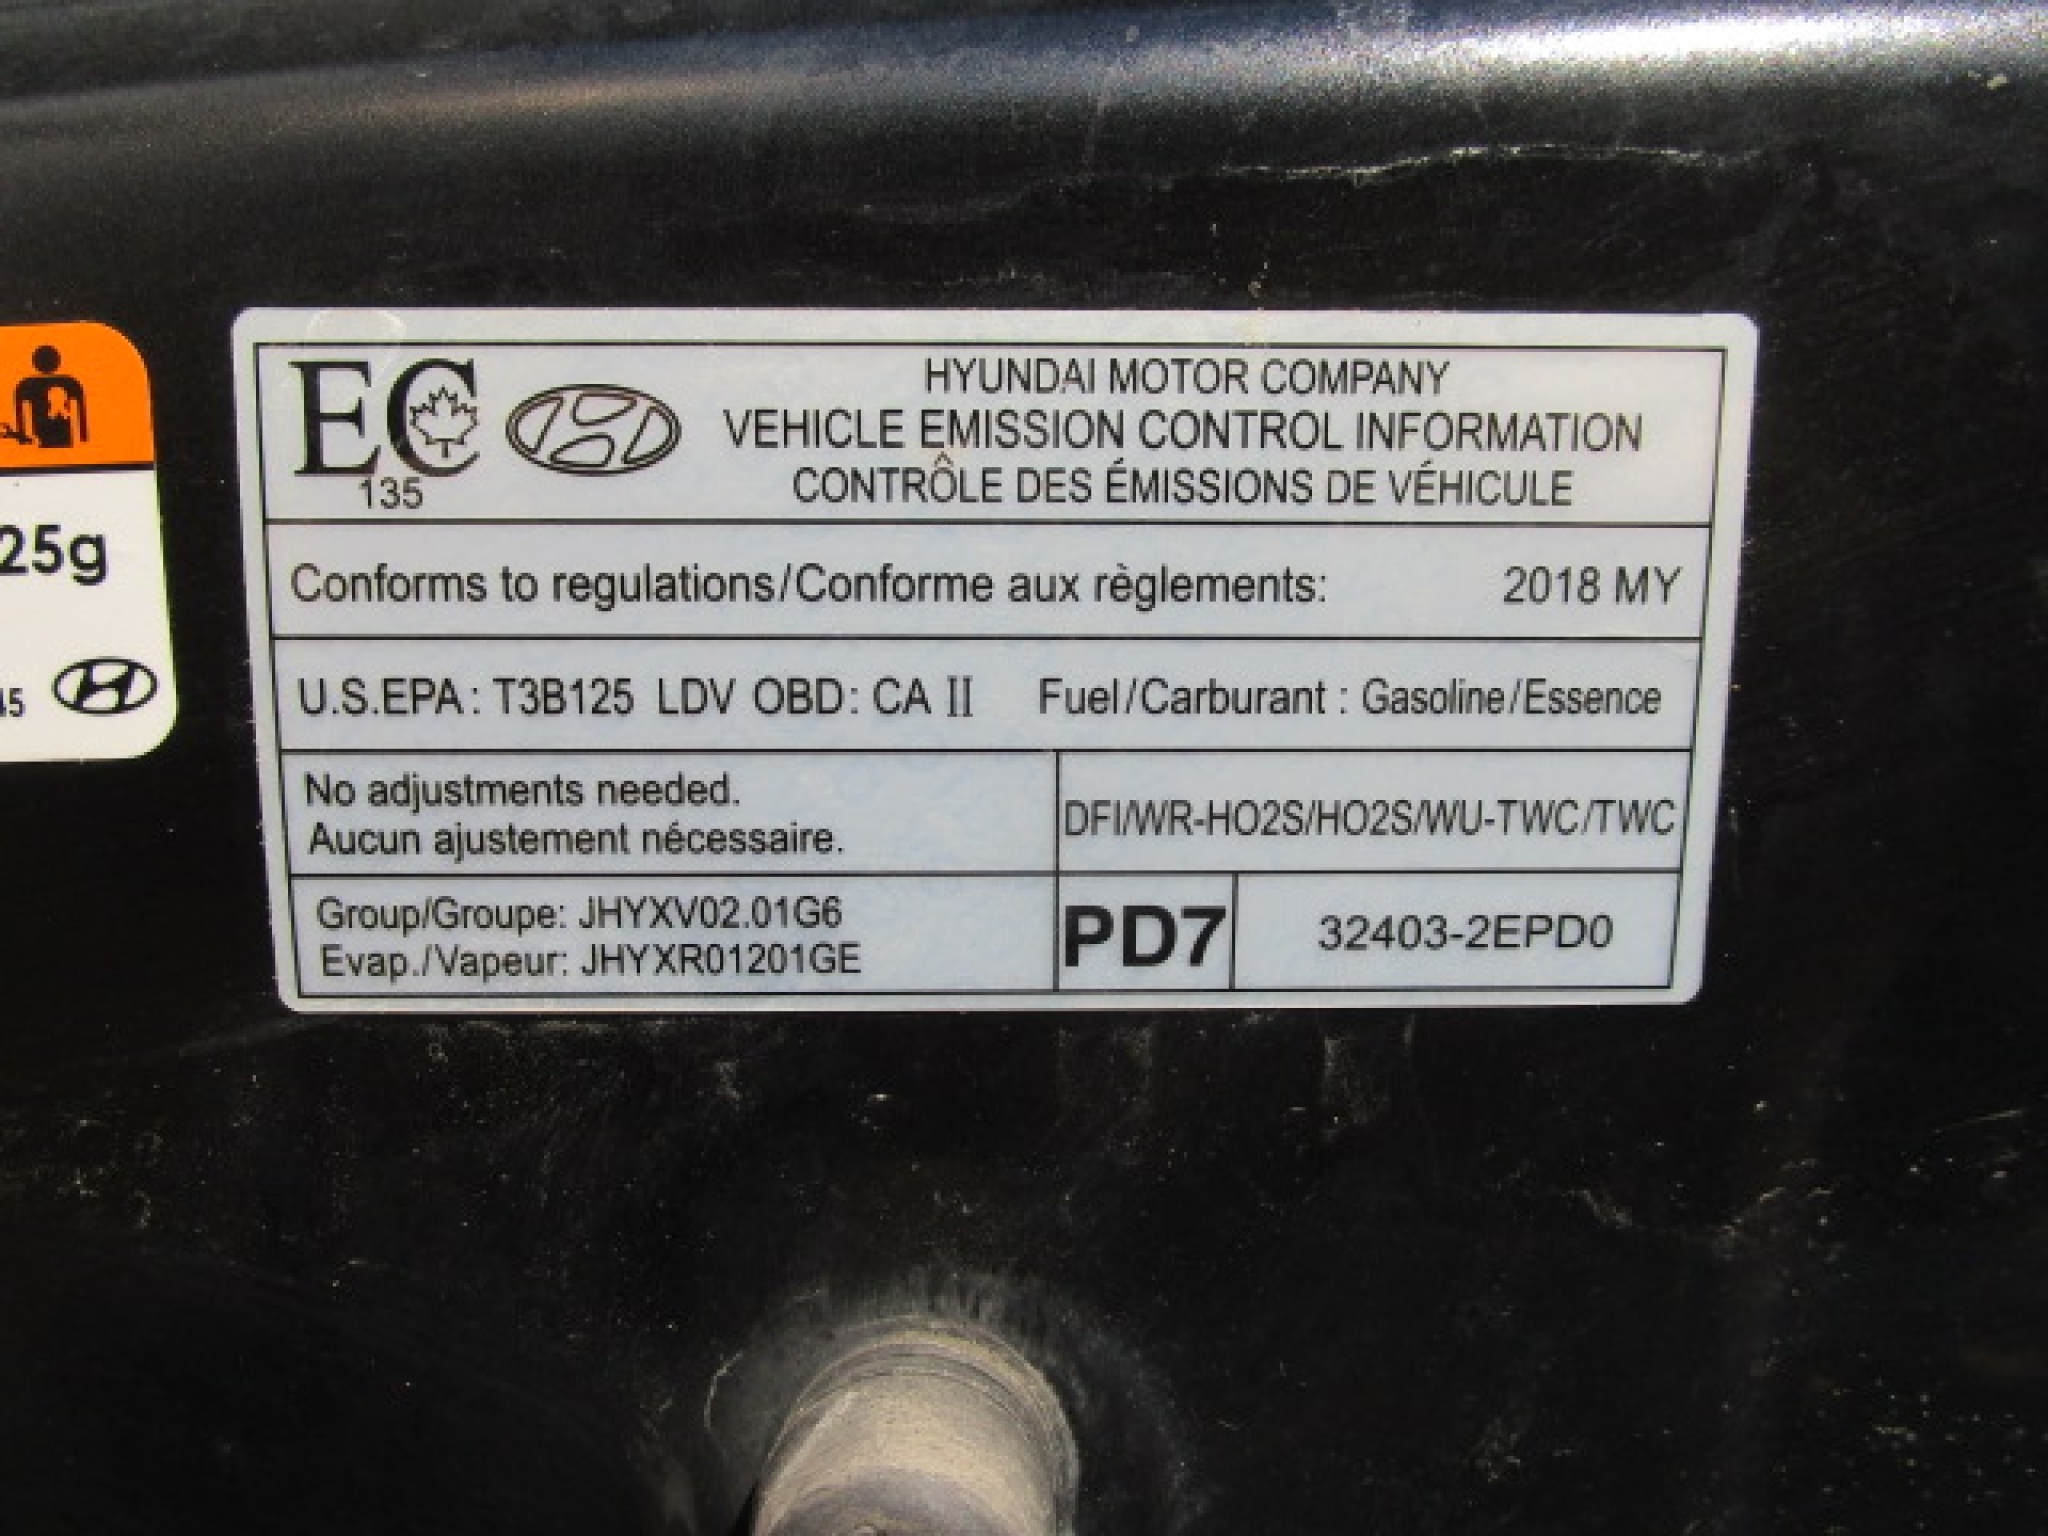 EC
135
HYUNDAI MOTOR COMPANY
VEHICLE EMISSION CONTROL INFORMATION
CONTRÔLE DES ÉMISSIONS DE VÉHICULE
Conforms to regulations/Conforme aux règlements: 2018 MY
U.S.EPA: T3B125 LDV OBD: CA II Fuel/Carburant : Gasoline/Essence
No adjustments needed.
Aucun ajustement nécessaire.
DFI/WR-HO2S/HO2S/WU-TWC/TWC
Group/Groupe: JHYXV02.01G6
Evap./Vapeur: JHYXR01201GE
PD7
32403-2EPD0
25g
45